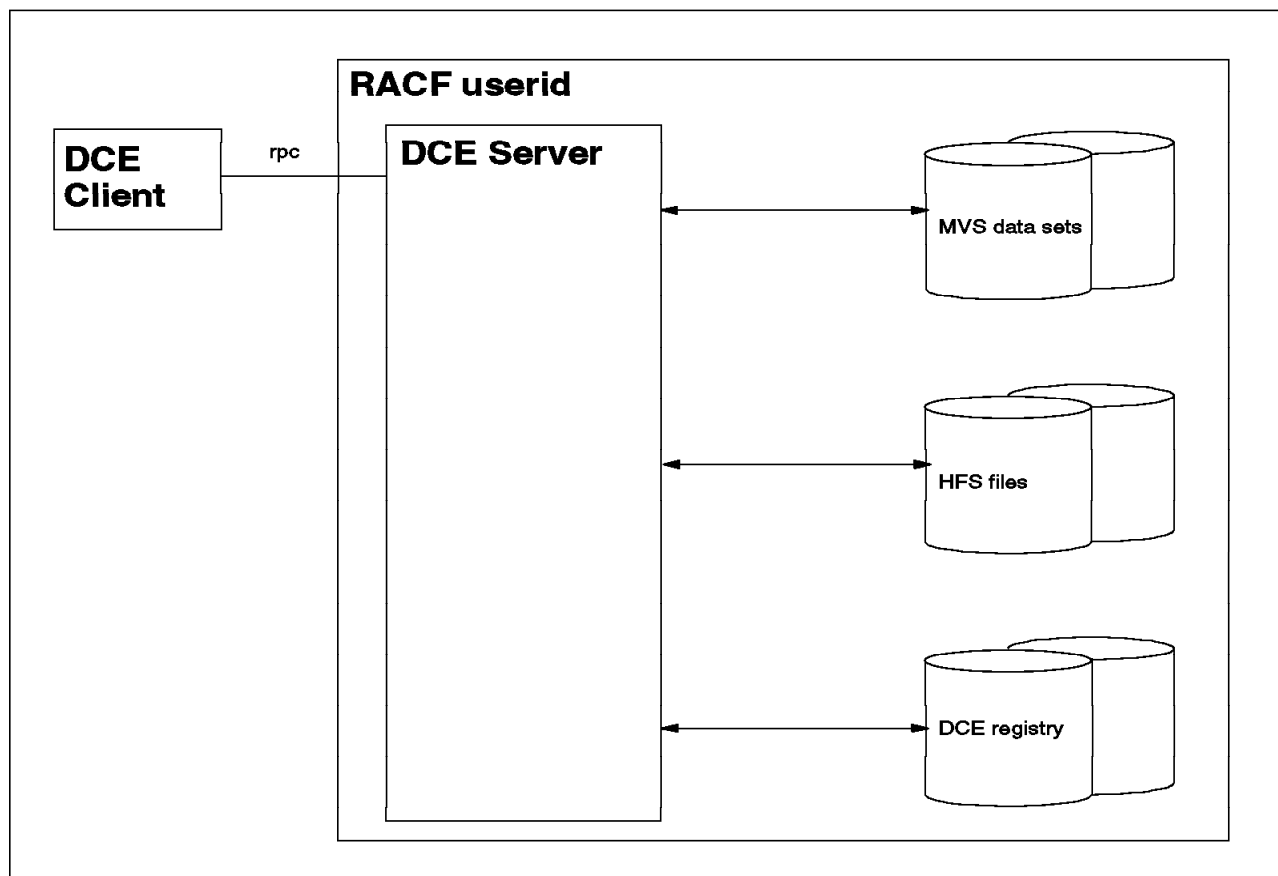 RACF userid
DCE
Client
rpc
DCE Server
MVS data sets
HFS files
DCE registry